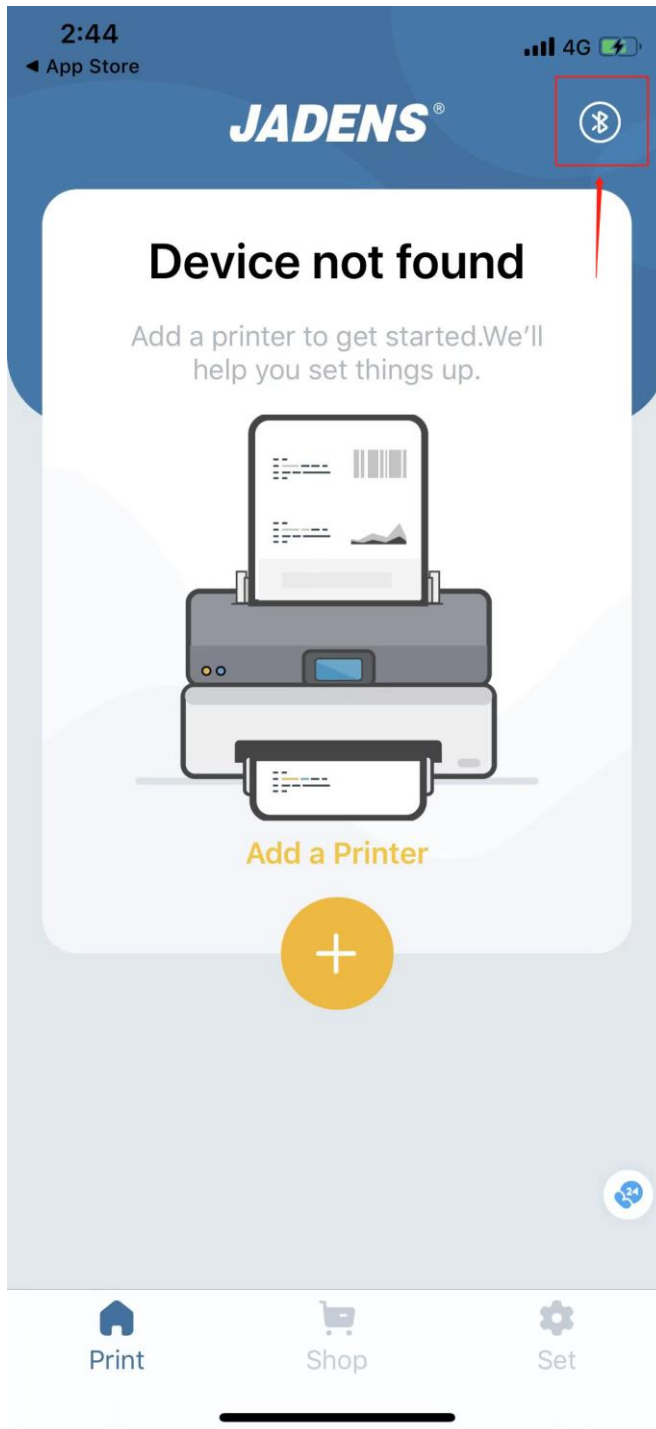 2:44
4G
◀ App Store
JADENS®
Device not found
Add a printer to get started.We'll
help you set things up.
Add a Printer
24
Print
Shop
Set